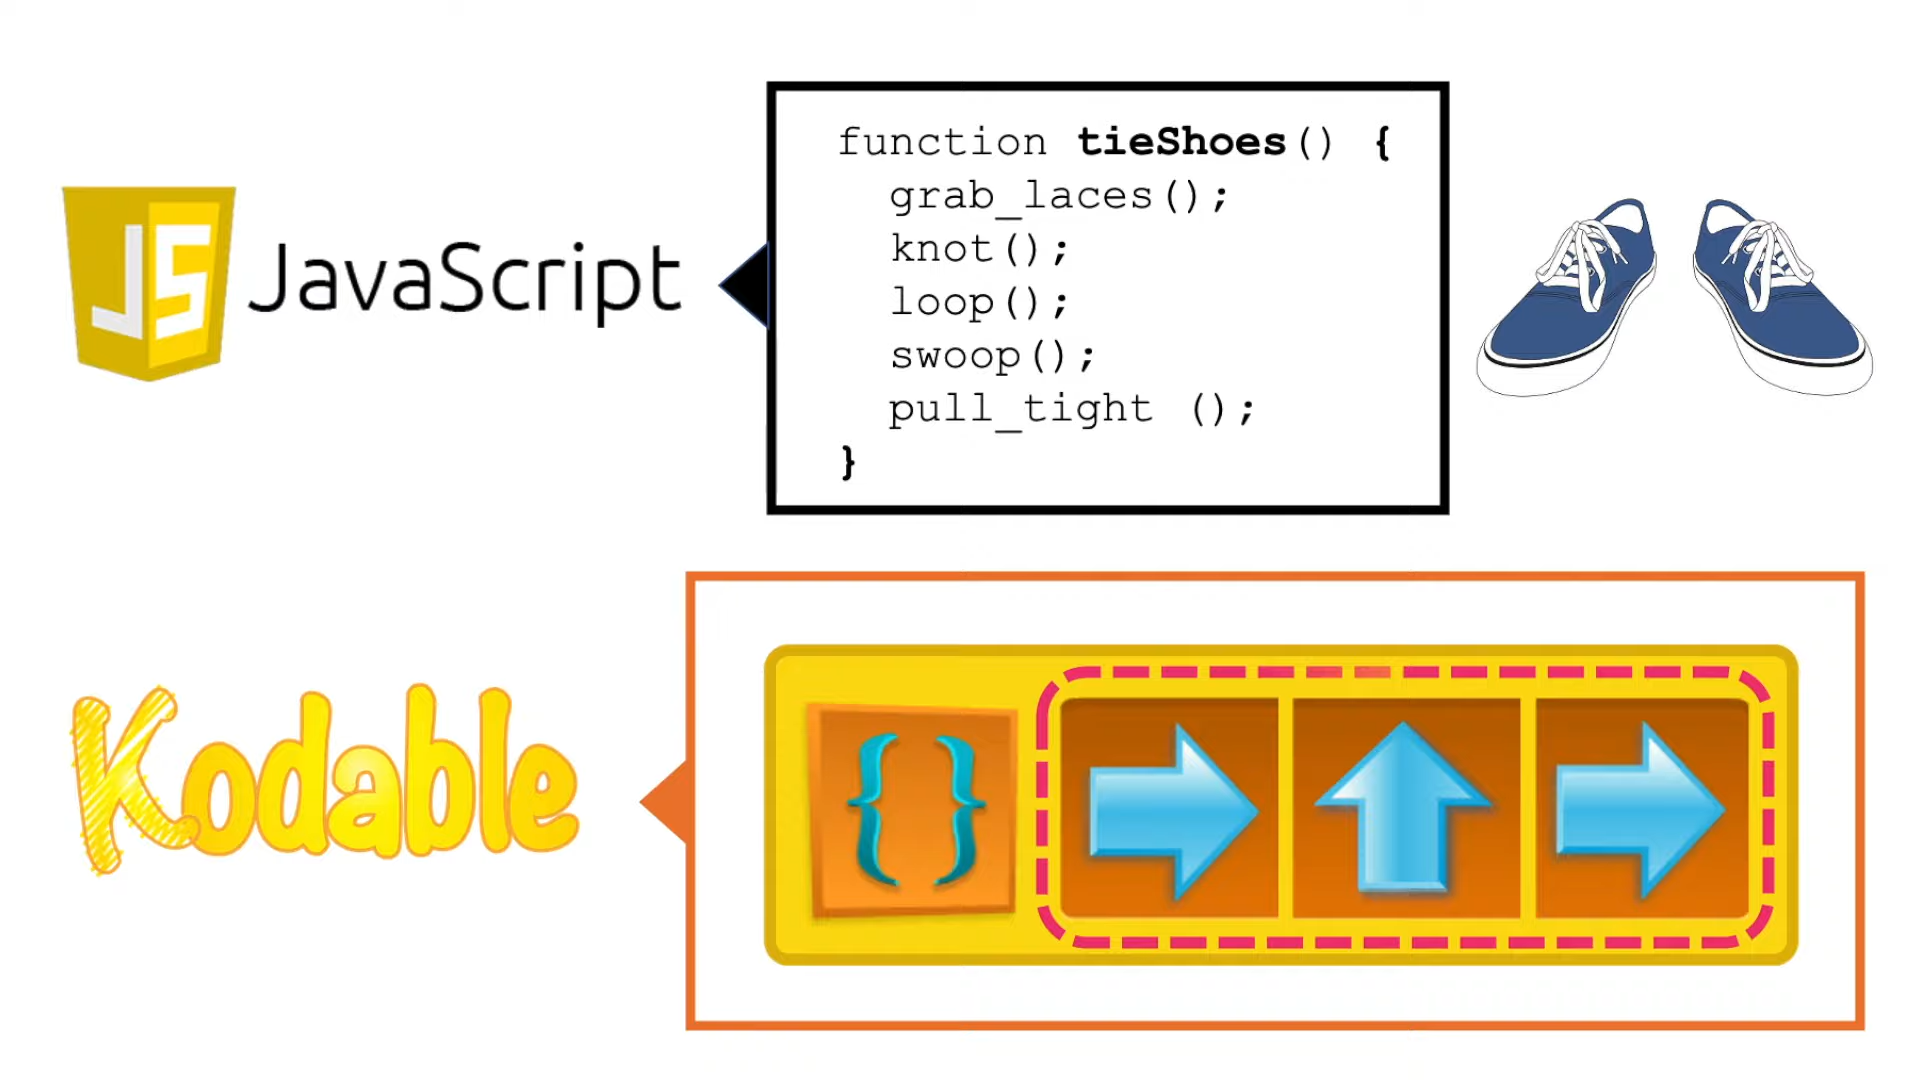 JS JavaScript
function tieShoes() {
grab_laces();
knot();
loop();
swoop();
pull_tight ();
}
Kodable
{ }